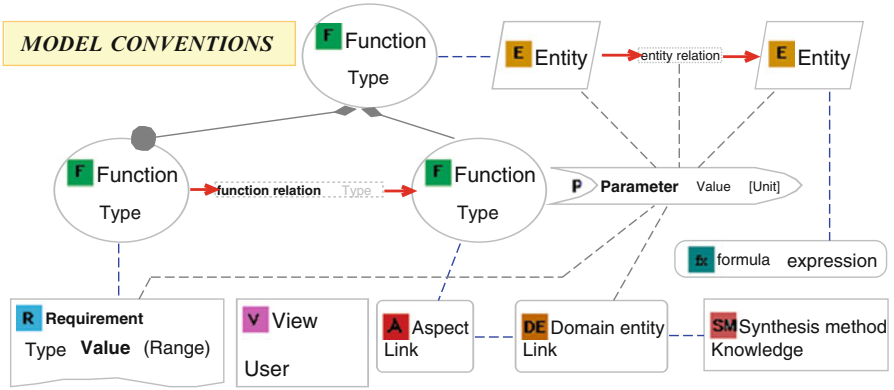 MODEL CONVENTIONS
F Function
Type
E Entity
entity relation
E Entity
F Function
Type
function relation Type
F Function
Type
P Parameter Value [Unit]
fx formula expression
R Requirement
Type Value (Range)
V View
User
A Aspect
Link
DE Domain entity
Link
SM Synthesis method
Knowledge